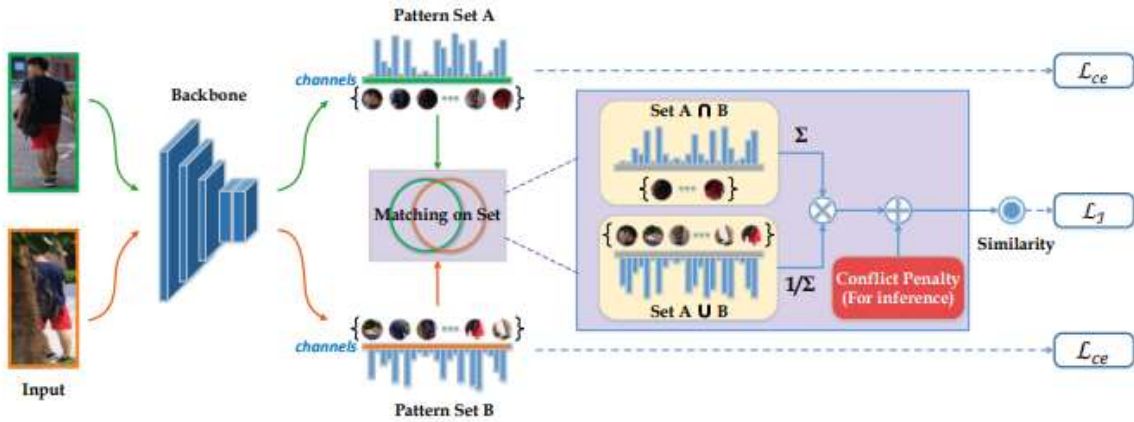 Pattern Set A
channels
{ ··· }
Backbone
Matching on Set
Input
{ ··· }
channels
Pattern Set B
Set A ∩ B
{ ··· }
Σ
{ ··· }
Set A ∪ B
1/Σ
Conflict Penalty
(For inference)
Similarity
ℒce
ℒ𝒥
ℒce